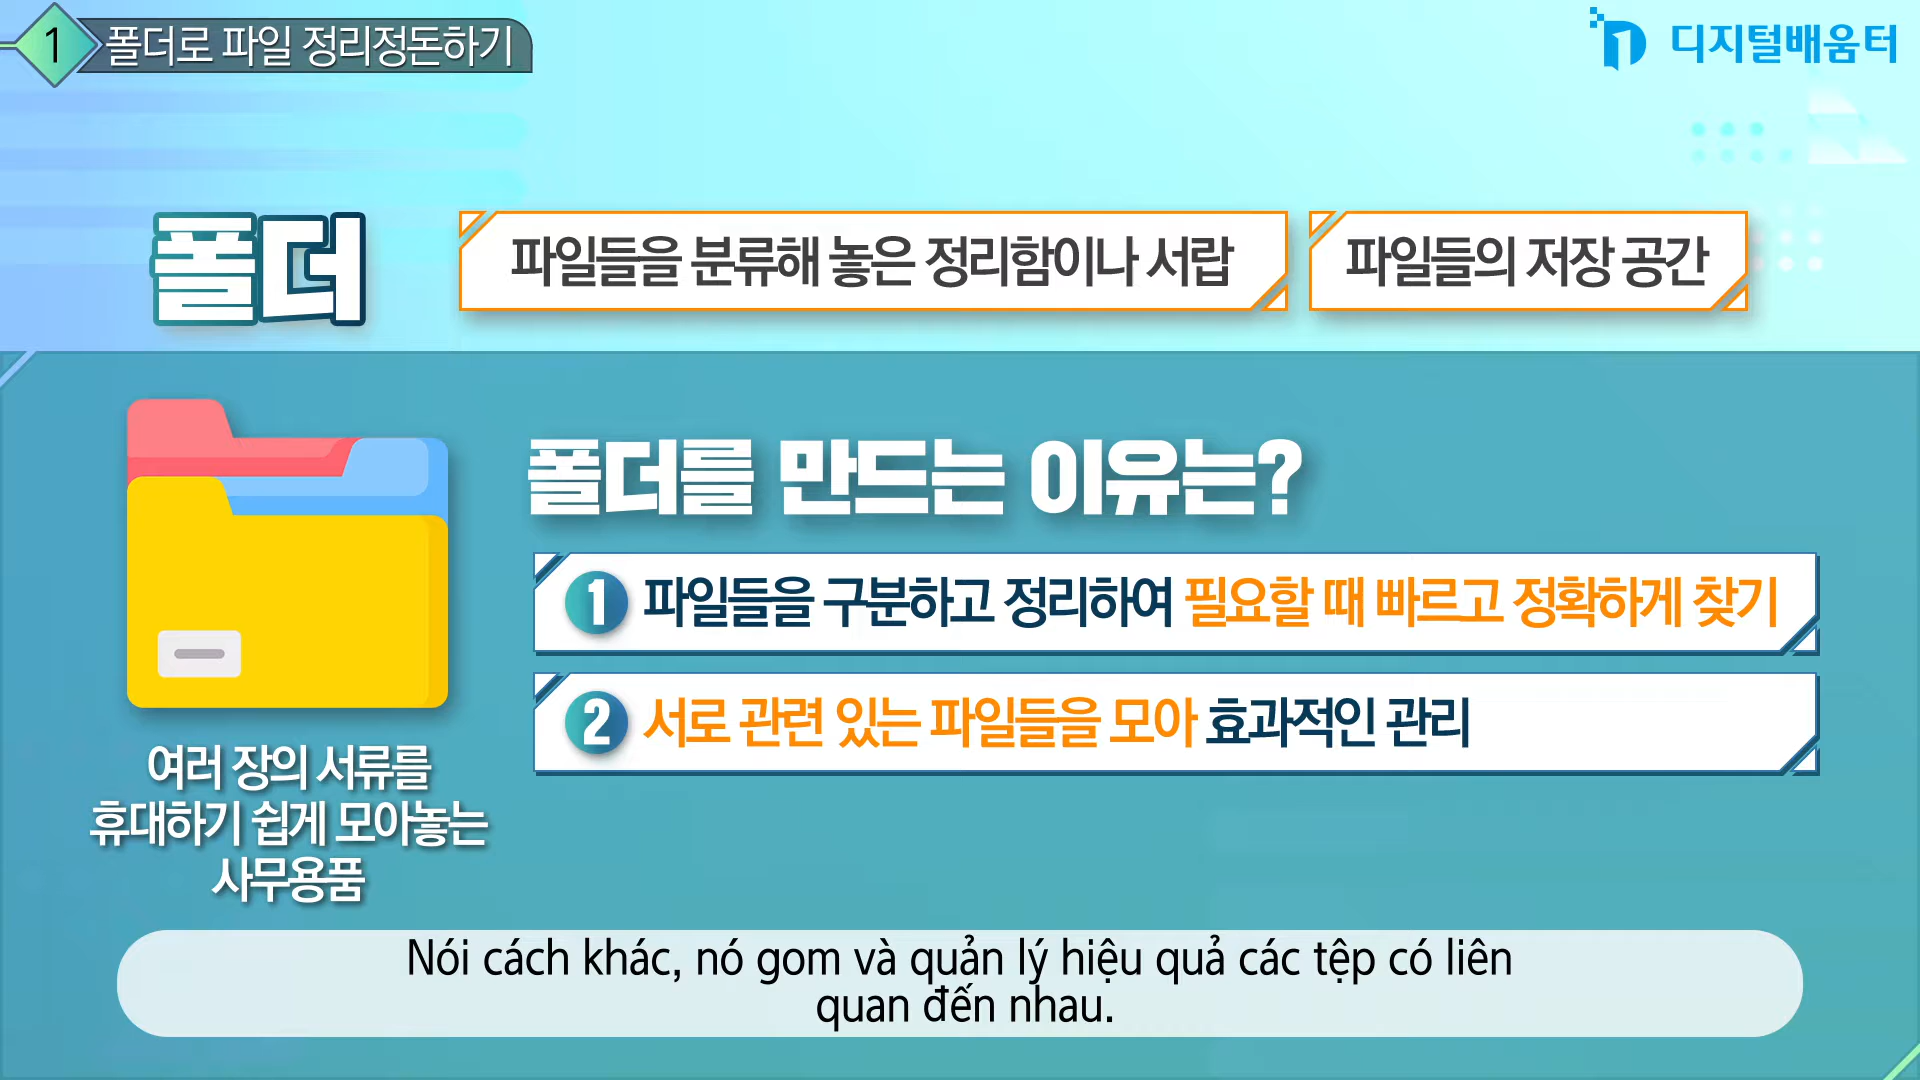 1 폴더로 파일 정리정돈하기
디지털배움터
폴더
파일들을 분류해 놓은 정리함이나 서랍
파일들의 저장 공간
폴더를 만드는 이유는?
1 파일들을 구분하고 정리하여 필요할 때 빠르고 정확하게 찾기
2 서로 관련 있는 파일들을 모아 효과적인 관리
여러 장의 서류를
휴대하기 쉽게 모아놓는
사무용품
Nói cách khác, nó gom và quản lý hiệu quả các tệp có liên
quan đến nhau.